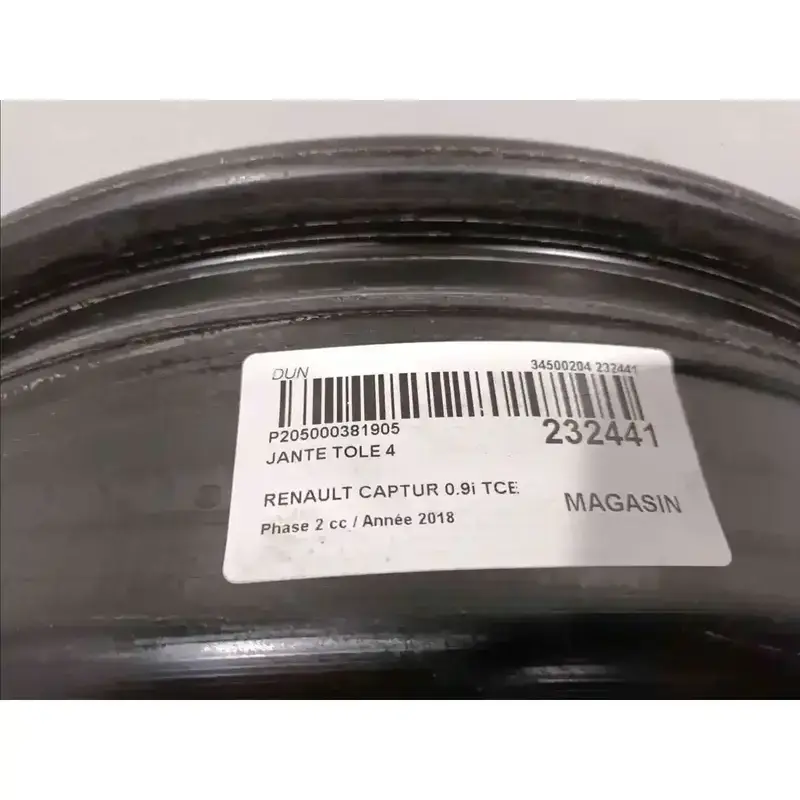 DUN 34500204 232441
P205000381905 232441
JANTE TOLE 4
RENAULT CAPTUR 0.9i TCE MAGASIN
Phase 2 cc / Année 2018